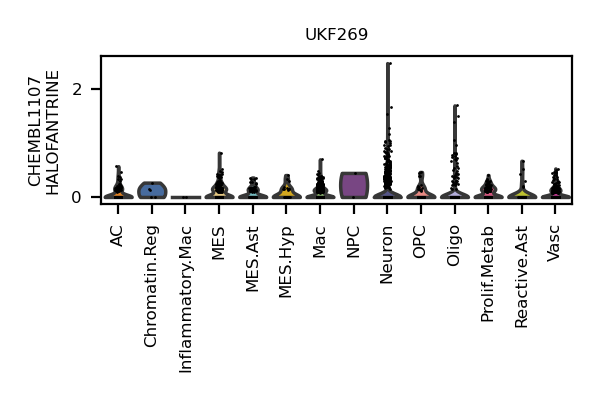 UKF269
CHEMBL1107
HALOFANTRINE
2
0
AC
Chromatin.Reg
Inflammatory.Mac
MES
MES.Ast
MES.Hyp
Mac
NPC
Neuron
OPC
Oligo
Prolif.Metab
Reactive.Ast
Vasc